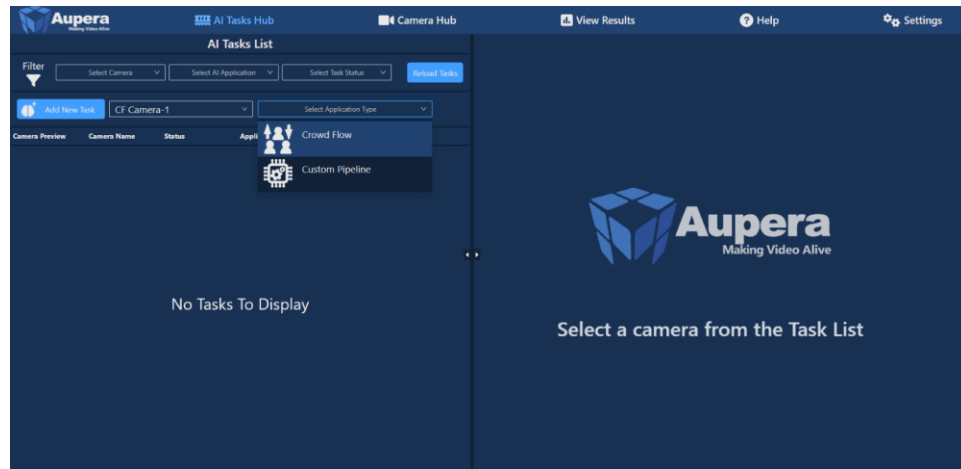 Aupera
Making Video Alive
AI Tasks Hub
Camera Hub
View Results
Help
Settings
AI Tasks List
Filter
Select Camera
Select AI Application
Select Task Status
Reload Tasks
Add New Task
CF Camera-1
Select Application Type
Camera Preview
Camera Name
Status
Appli
Crowd Flow
Custom Pipeline
No Tasks To Display
Aupera
Making Video Alive
Select a camera from the Task List